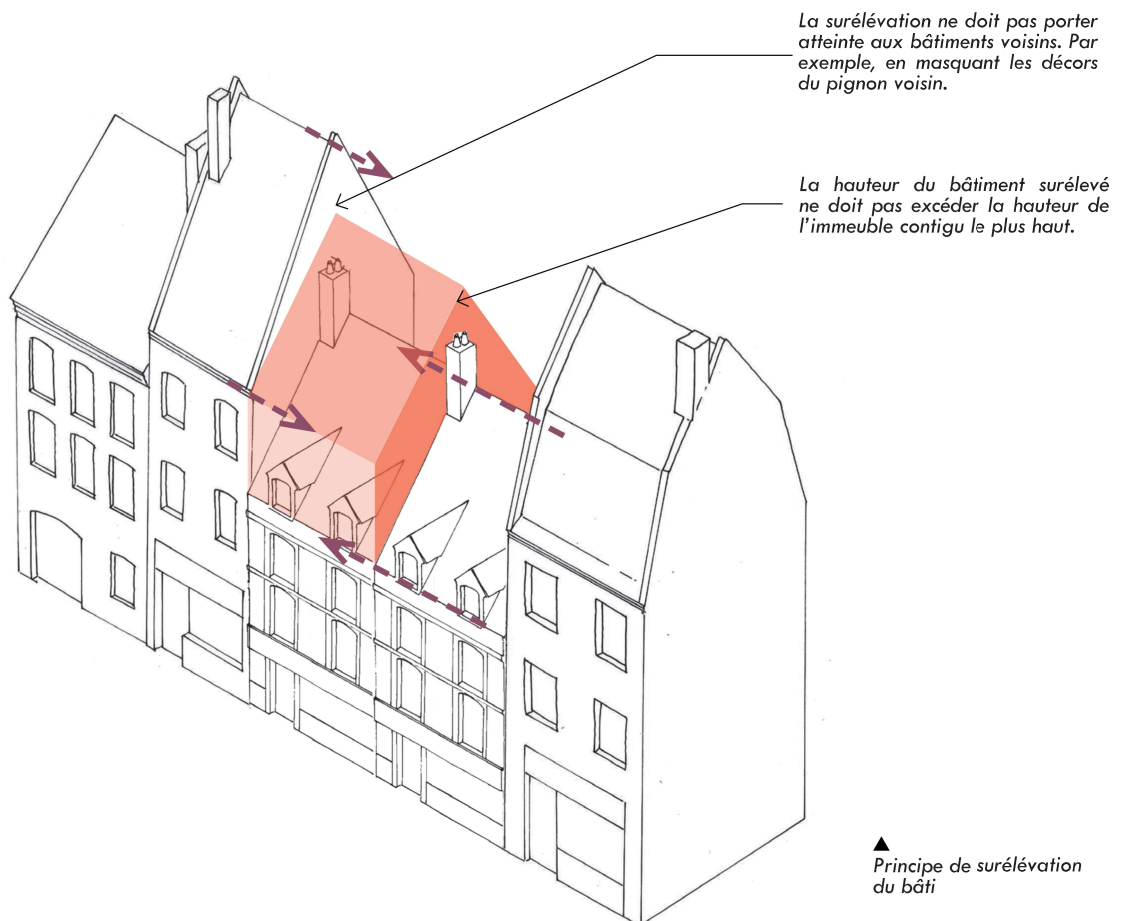 La surélévation ne doit pas porter
atteinte aux bâtiments voisins. Par
exemple, en masquant les décors
du pignon voisin.
La hauteur du bâtiment surélevé
ne doit pas excéder la hauteur de
l'immeuble contigu le plus haut.
Principe de surélévation
du bâti